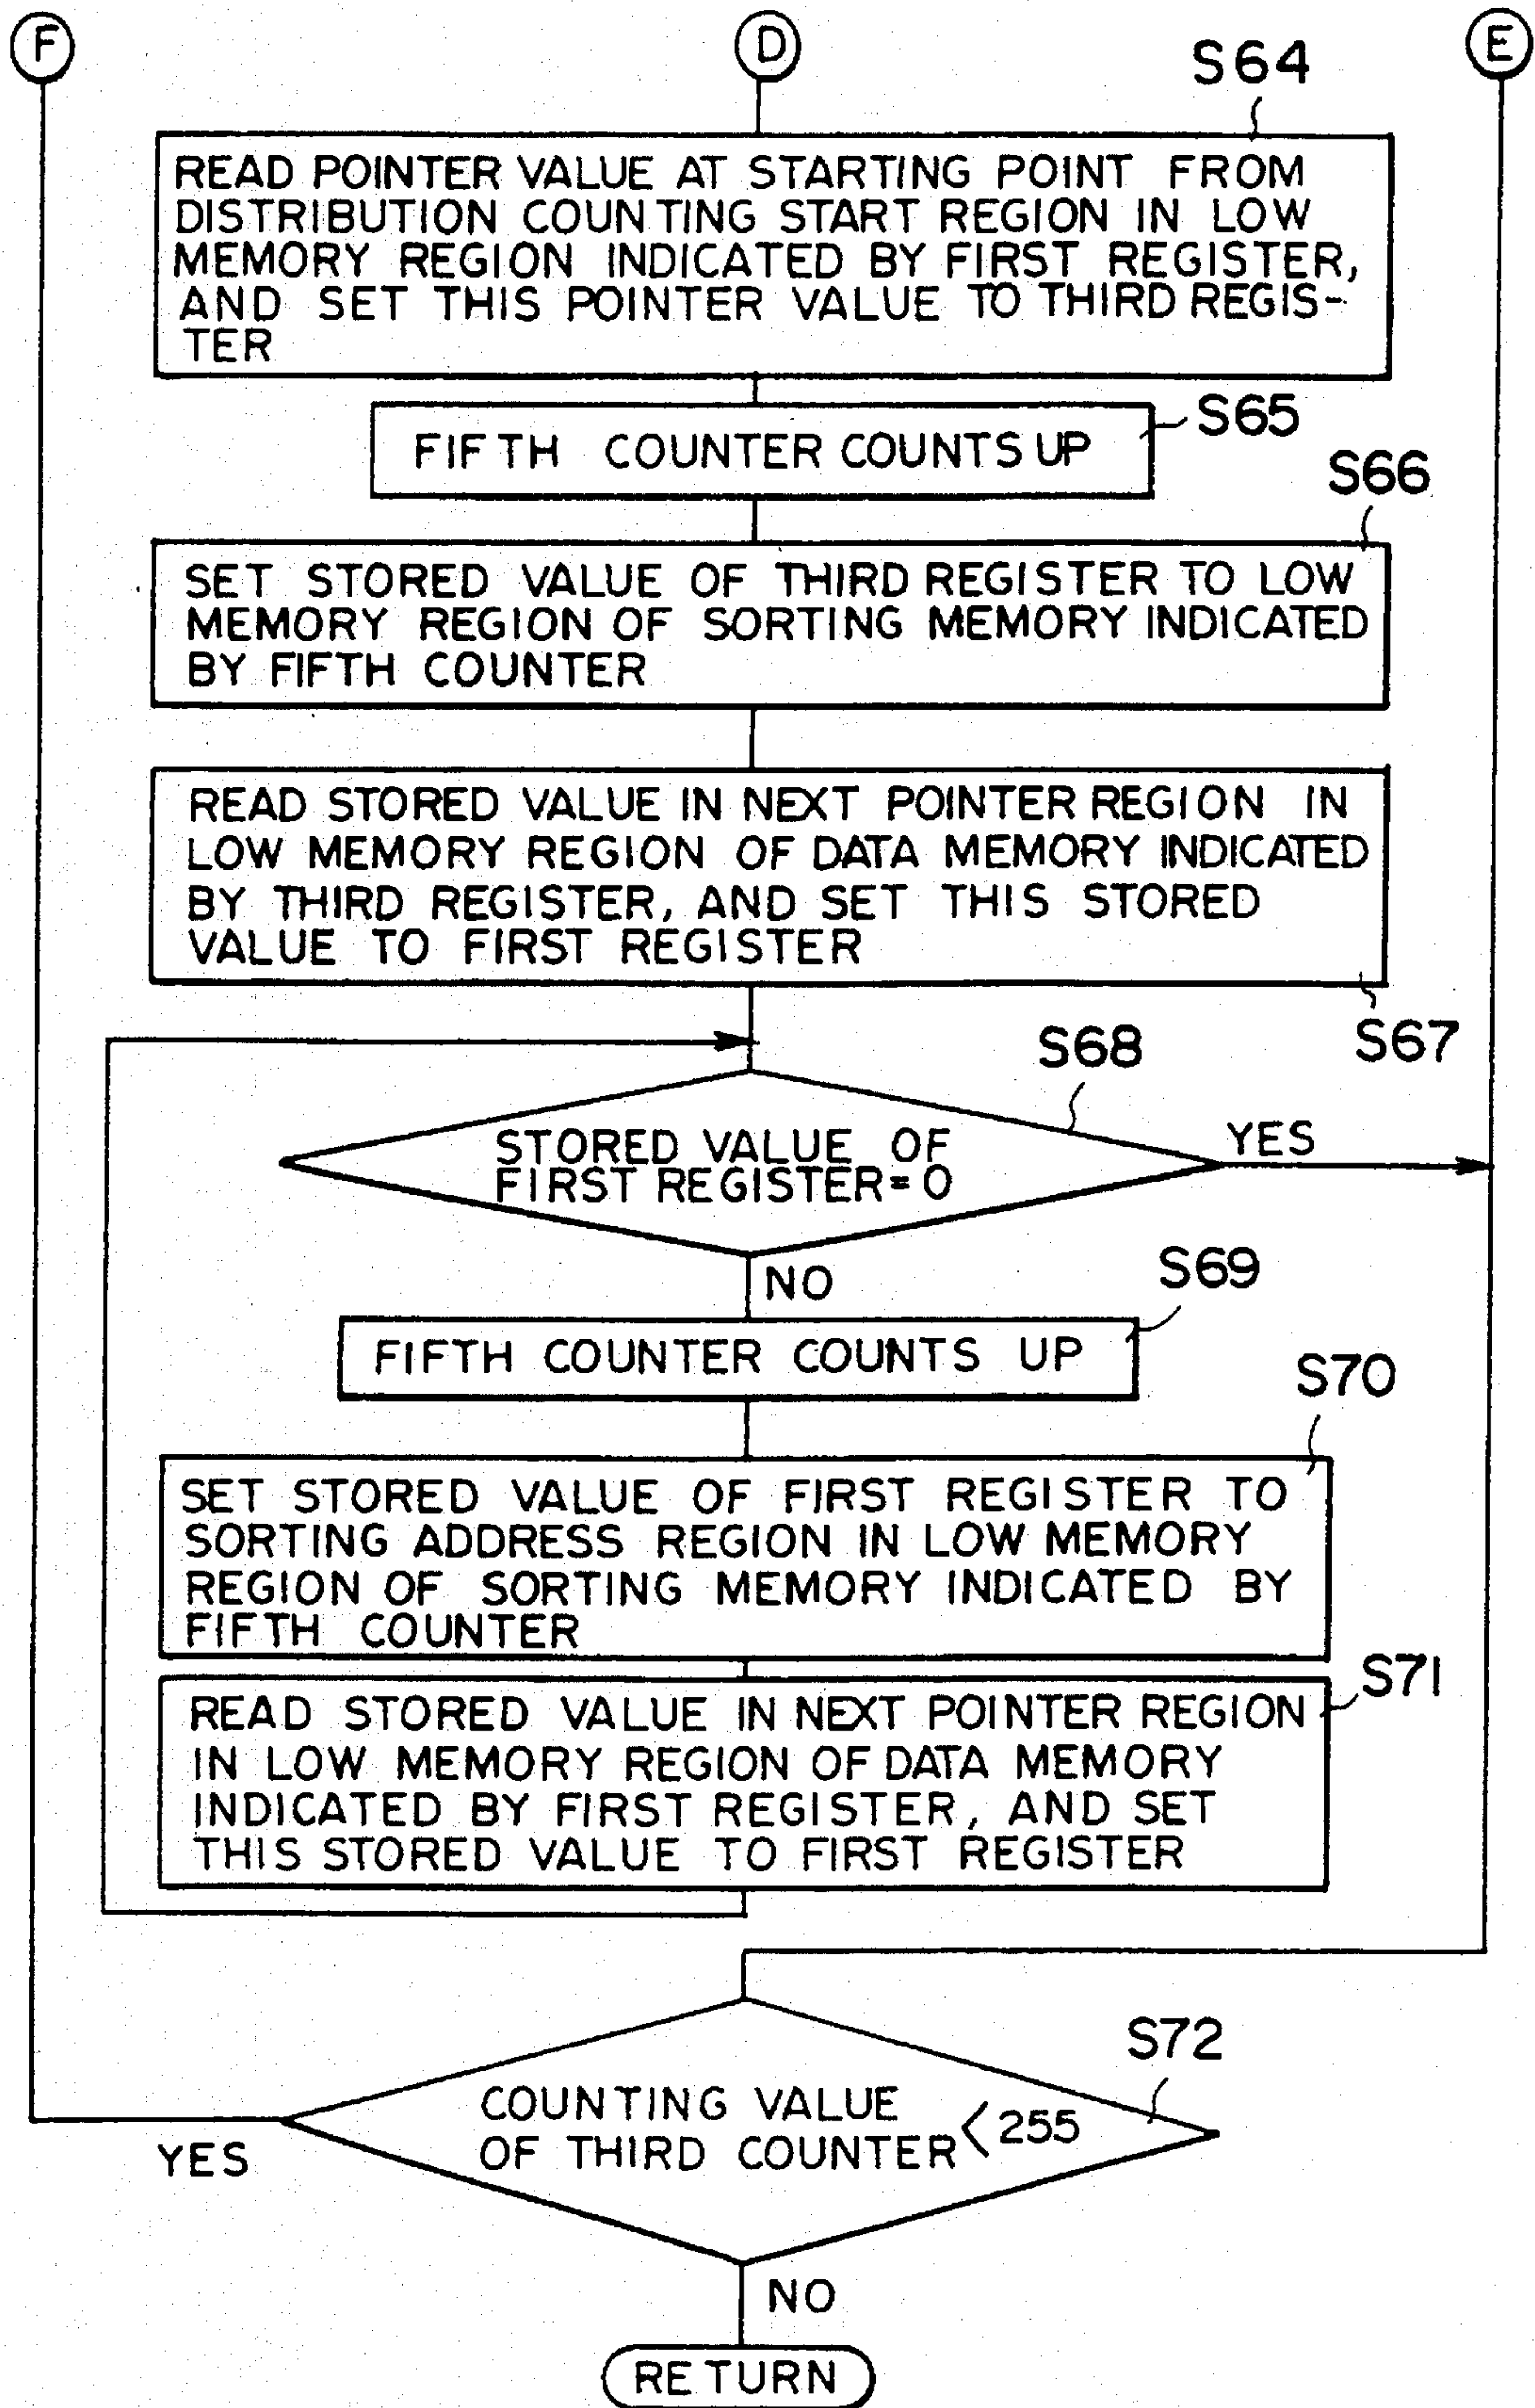 F
D
E
S64
READ POINTER VALUE AT STARTING POINT FROM
DISTRIBUTION COUNTING START REGION IN LOW
MEMORY REGION INDICATED BY FIRST REGISTER,
AND SET THIS POINTER VALUE TO THIRD REGIS-
TER
S65
FIFTH COUNTER COUNTS UP
S66
SET STORED VALUE OF THIRD REGISTER TO LOW
MEMORY REGION OF SORTING MEMORY INDICATED
BY FIFTH COUNTER
READ STORED VALUE IN NEXT POINTER REGION IN
LOW MEMORY REGION OF DATA MEMORY INDICATED
BY THIRD REGISTER, AND SET THIS STORED
VALUE TO FIRST REGISTER
S67
S68
STORED VALUE OF
FIRST REGISTER=0
YES
NO
S69
FIFTH COUNTER COUNTS UP
S70
SET STORED VALUE OF FIRST REGISTER TO
SORTING ADDRESS REGION IN LOW MEMORY
REGION OF SORTING MEMORY INDICATED BY
FIFTH COUNTER
S71
READ STORED VALUE IN NEXT POINTER REGION
IN LOW MEMORY REGION OF DATA MEMORY
INDICATED BY FIRST REGISTER, AND SET
THIS STORED VALUE TO FIRST REGISTER
S72
COUNTING VALUE
OF THIRD COUNTER < 255
YES
NO
RETURN